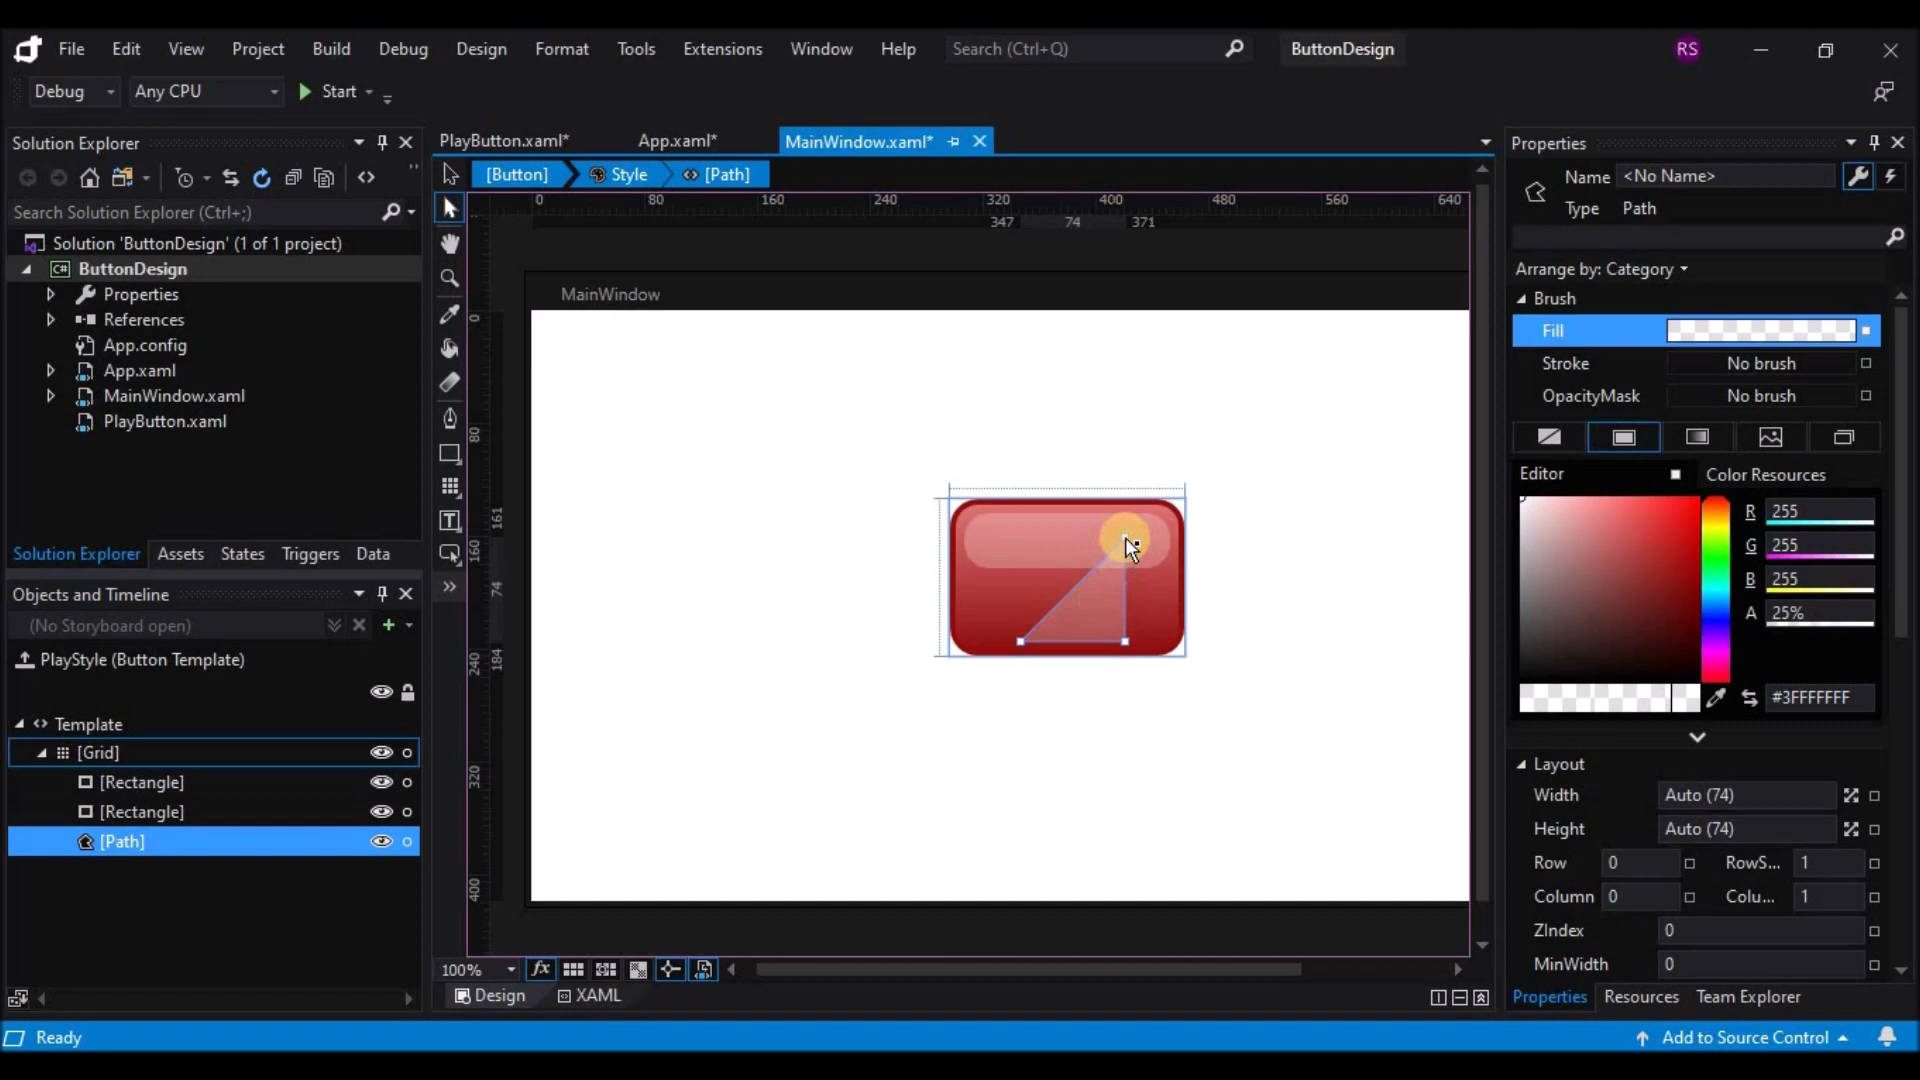 File Edit View Project Build Debug Design Format Tools Extensions Window Help Search (Ctrl+Q) ButtonDesign RS
Debug Any CPU Start
Solution Explorer
Search Solution Explorer (Ctrl+;)
Solution 'ButtonDesign' (1 of 1 project)
C# ButtonDesign
Properties
References
App.config
App.xaml
MainWindow.xaml
PlayButton.xaml
Solution Explorer Assets States Triggers Data
Objects and Timeline
(No Storyboard open)
PlayStyle (Button Template)
Template
[Grid]
[Rectangle]
[Rectangle]
[Path]
PlayButton.xaml* App.xaml* MainWindow.xaml*
[Button] Style [Path]
0 80 160 240 320 400 480 560 640
347 74 371
MainWindow
0
80
161
160
74
184
240
320
400
100% fx
Design XAML
Properties
Name <No Name>
Type Path
Arrange by: Category
Brush
Fill
Stroke No brush
OpacityMask No brush
Editor Color Resources
R 255
G 255
B 255
A 25%
#3FFFFFFF
Layout
Width Auto (74)
Height Auto (74)
Row 0 RowS... 1
Column 0 Colu... 1
ZIndex 0
MinWidth 0
Properties Resources Team Explorer
Ready Add to Source Control